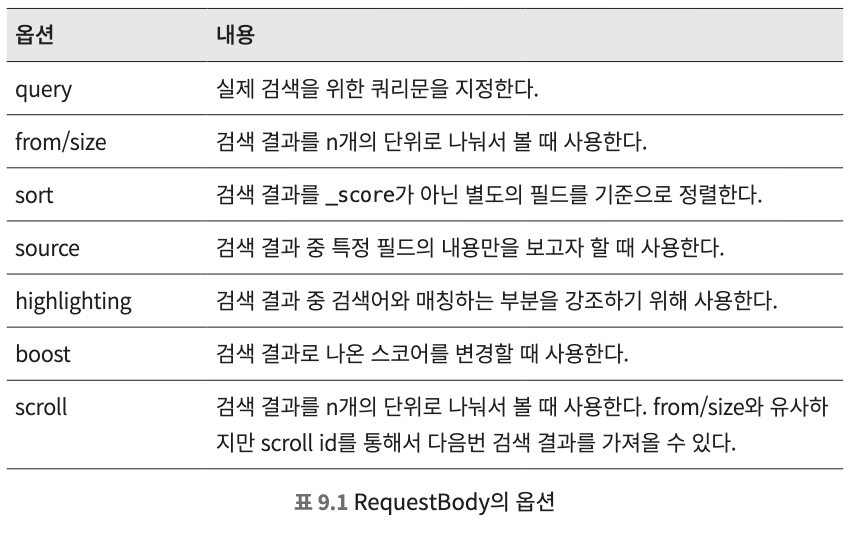 옵션 내용
query 실제 검색을 위한 쿼리문을 지정한다.
from/size 검색 결과를 n개의 단위로 나눠서 볼 때 사용한다.
sort 검색 결과를 _score가 아닌 별도의 필드를 기준으로 정렬한다.
source 검색 결과 중 특정 필드의 내용만을 보고자 할 때 사용한다.
highlighting 검색 결과 중 검색어와 매칭하는 부분을 강조하기 위해 사용한다.
boost 검색 결과로 나온 스코어를 변경할 때 사용한다.
scroll 검색 결과를 n개의 단위로 나눠서 볼 때 사용한다. from/size와 유사하
지만 scroll id를 통해서 다음번 검색 결과를 가져올 수 있다.
표 9.1 RequestBody의 옵션